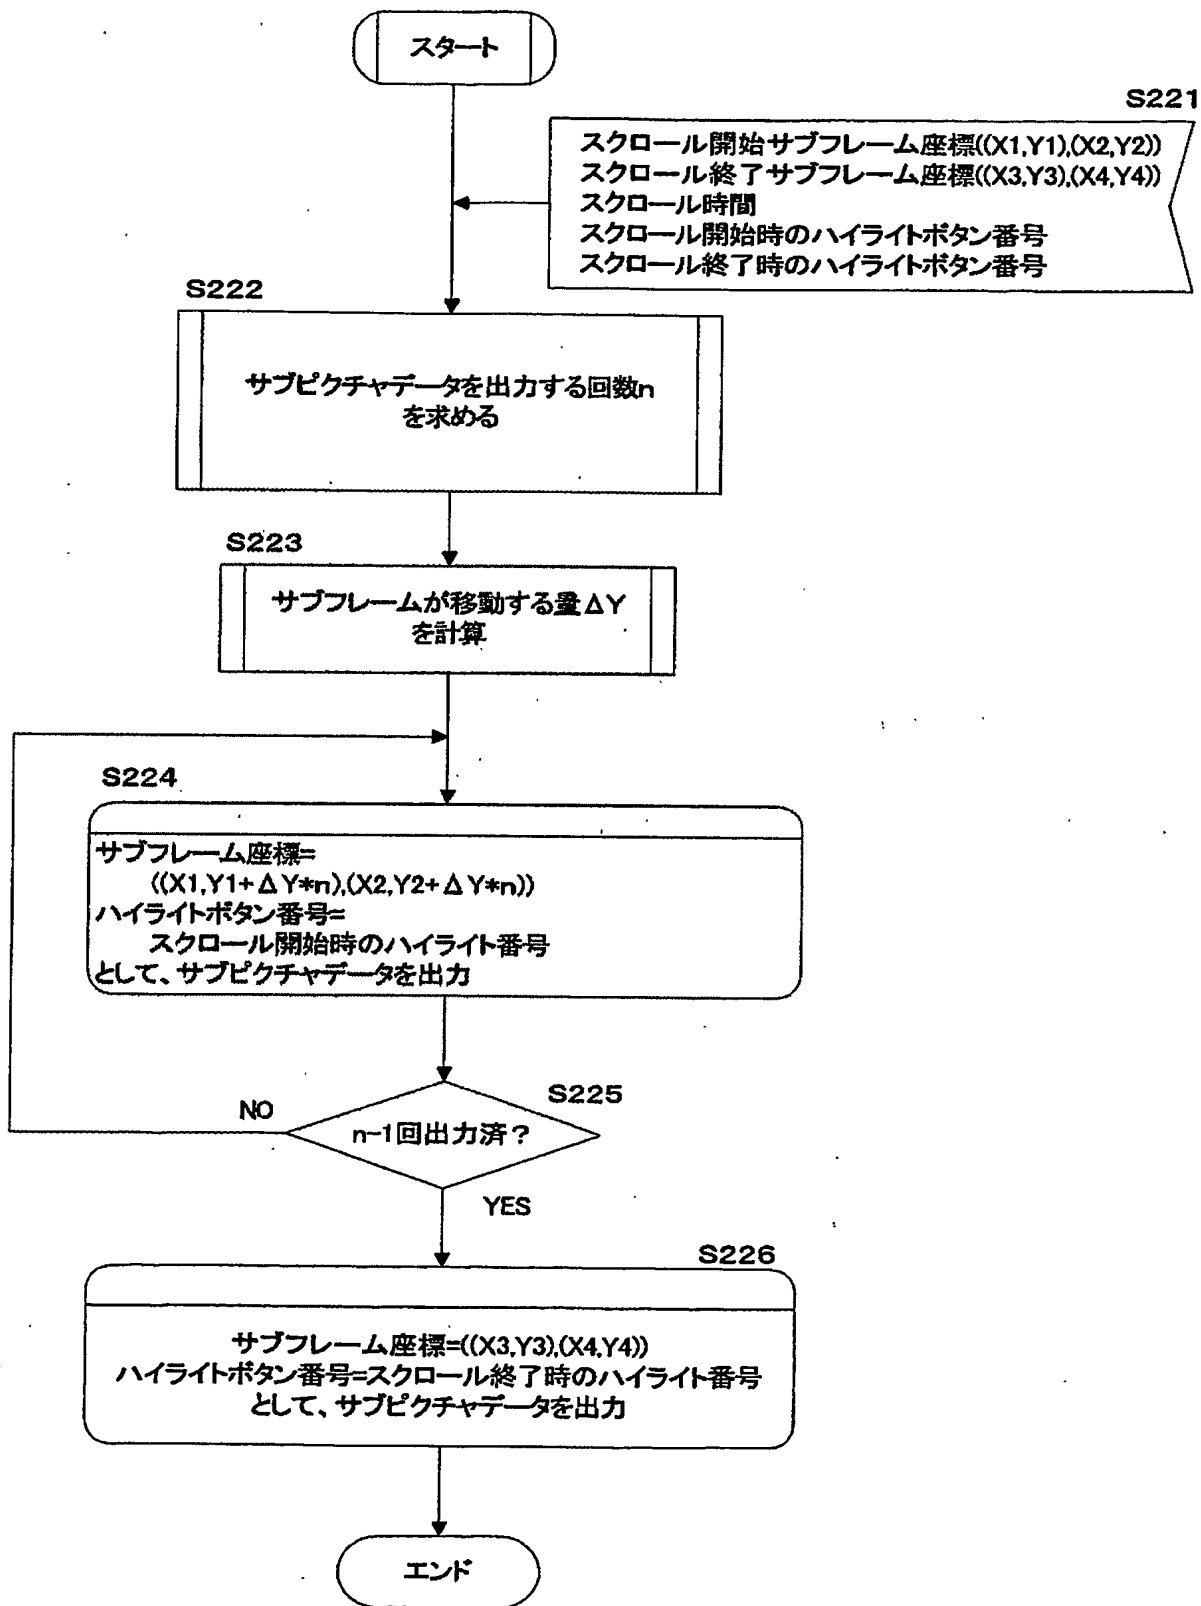 スタート
S221
スクロール開始サブフレーム座標((X1,Y1),(X2,Y2))
スクロール終了サブフレーム座標((X3,Y3),(X4,Y4))
スクロール時間
スクロール開始時のハイライトボタン番号
スクロール終了時のハイライトボタン番号
S222
サブピクチャデータを出力する回数n
を求める
S223
サブフレームが移動する量ΔY
を計算
S224
サブフレーム座標=
((X1,Y1+ΔY*n),(X2,Y2+ΔY*n))
ハイライトボタン番号=
スクロール開始時のハイライト番号
として、サブピクチャデータを出力
S225
NO
n-1回出力済?
YES
S226
サブフレーム座標=((X3,Y3),(X4,Y4))
ハイライトボタン番号=スクロール終了時のハイライト番号
として、サブピクチャデータを出力
エンド